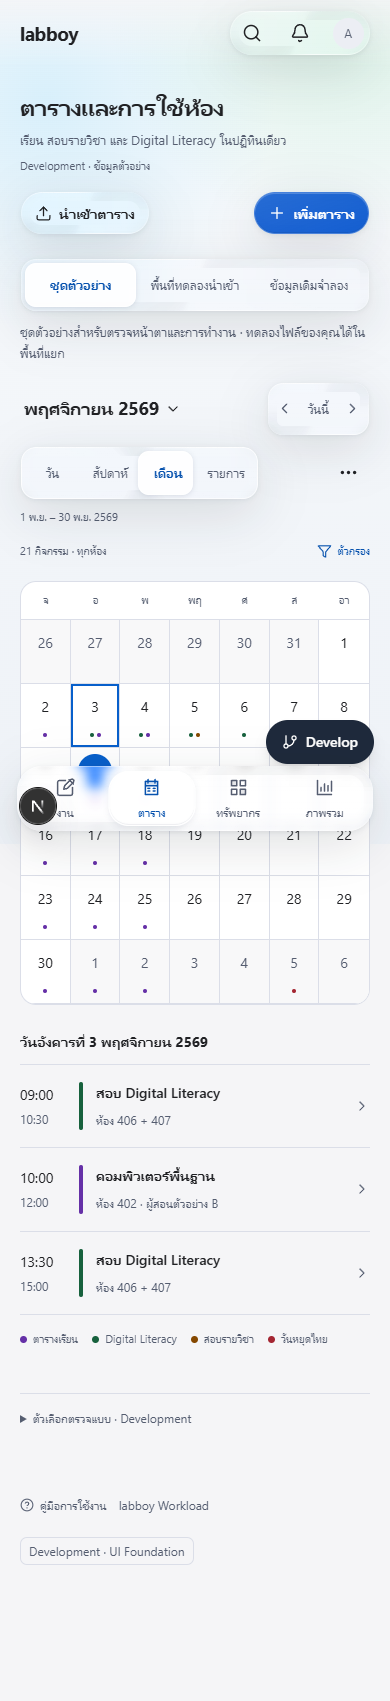 labboy
A
ตารางและการใช้ห้อง
เรียน สอบรายวิชา และ Digital Literacy ในปฏิทินเดียว
Development · ข้อมูลตัวอย่าง
นำเข้าตาราง
เพิ่มตาราง
ชุดตัวอย่าง พื้นที่ทดลองนำเข้า ข้อมูลเดิมจำลอง
ชุดตัวอย่างสำหรับตรวจหน้าตาและการทำงาน · ทดลองไฟล์ของคุณได้ใน
พื้นที่แยก
พฤศจิกายน 2569
วันนี้
วัน สัปดาห์ เดือน รายการ
1 พ.ย. – 30 พ.ย. 2569
21 กิจกรรม · ทุกห้อง
ตัวกรอง
จ อ พ พฤ ศ ส อา
26 27 28 29 30 31 1
2 3 4 5 6 7 8
Develop
N
งาน ตาราง ทรัพยากร ภาพรวม
16 17 18 19 20 21 22
23 24 25 26 27 28 29
30 1 2 3 4 5 6
วันอังคารที่ 3 พฤศจิกายน 2569
09:00 สอบ Digital Literacy
10:30 ห้อง 406 + 407
10:00 คอมพิวเตอร์พื้นฐาน
12:00 ห้อง 402 · ผู้สอนตัวอย่าง B
13:30 สอบ Digital Literacy
15:00 ห้อง 406 + 407
ตารางเรียน Digital Literacy สอบรายวิชา วันหยุดไทย
ตัวเลือกตรวจแบบ · Development
คู่มือการใช้งาน labboy Workload
Development · UI Foundation